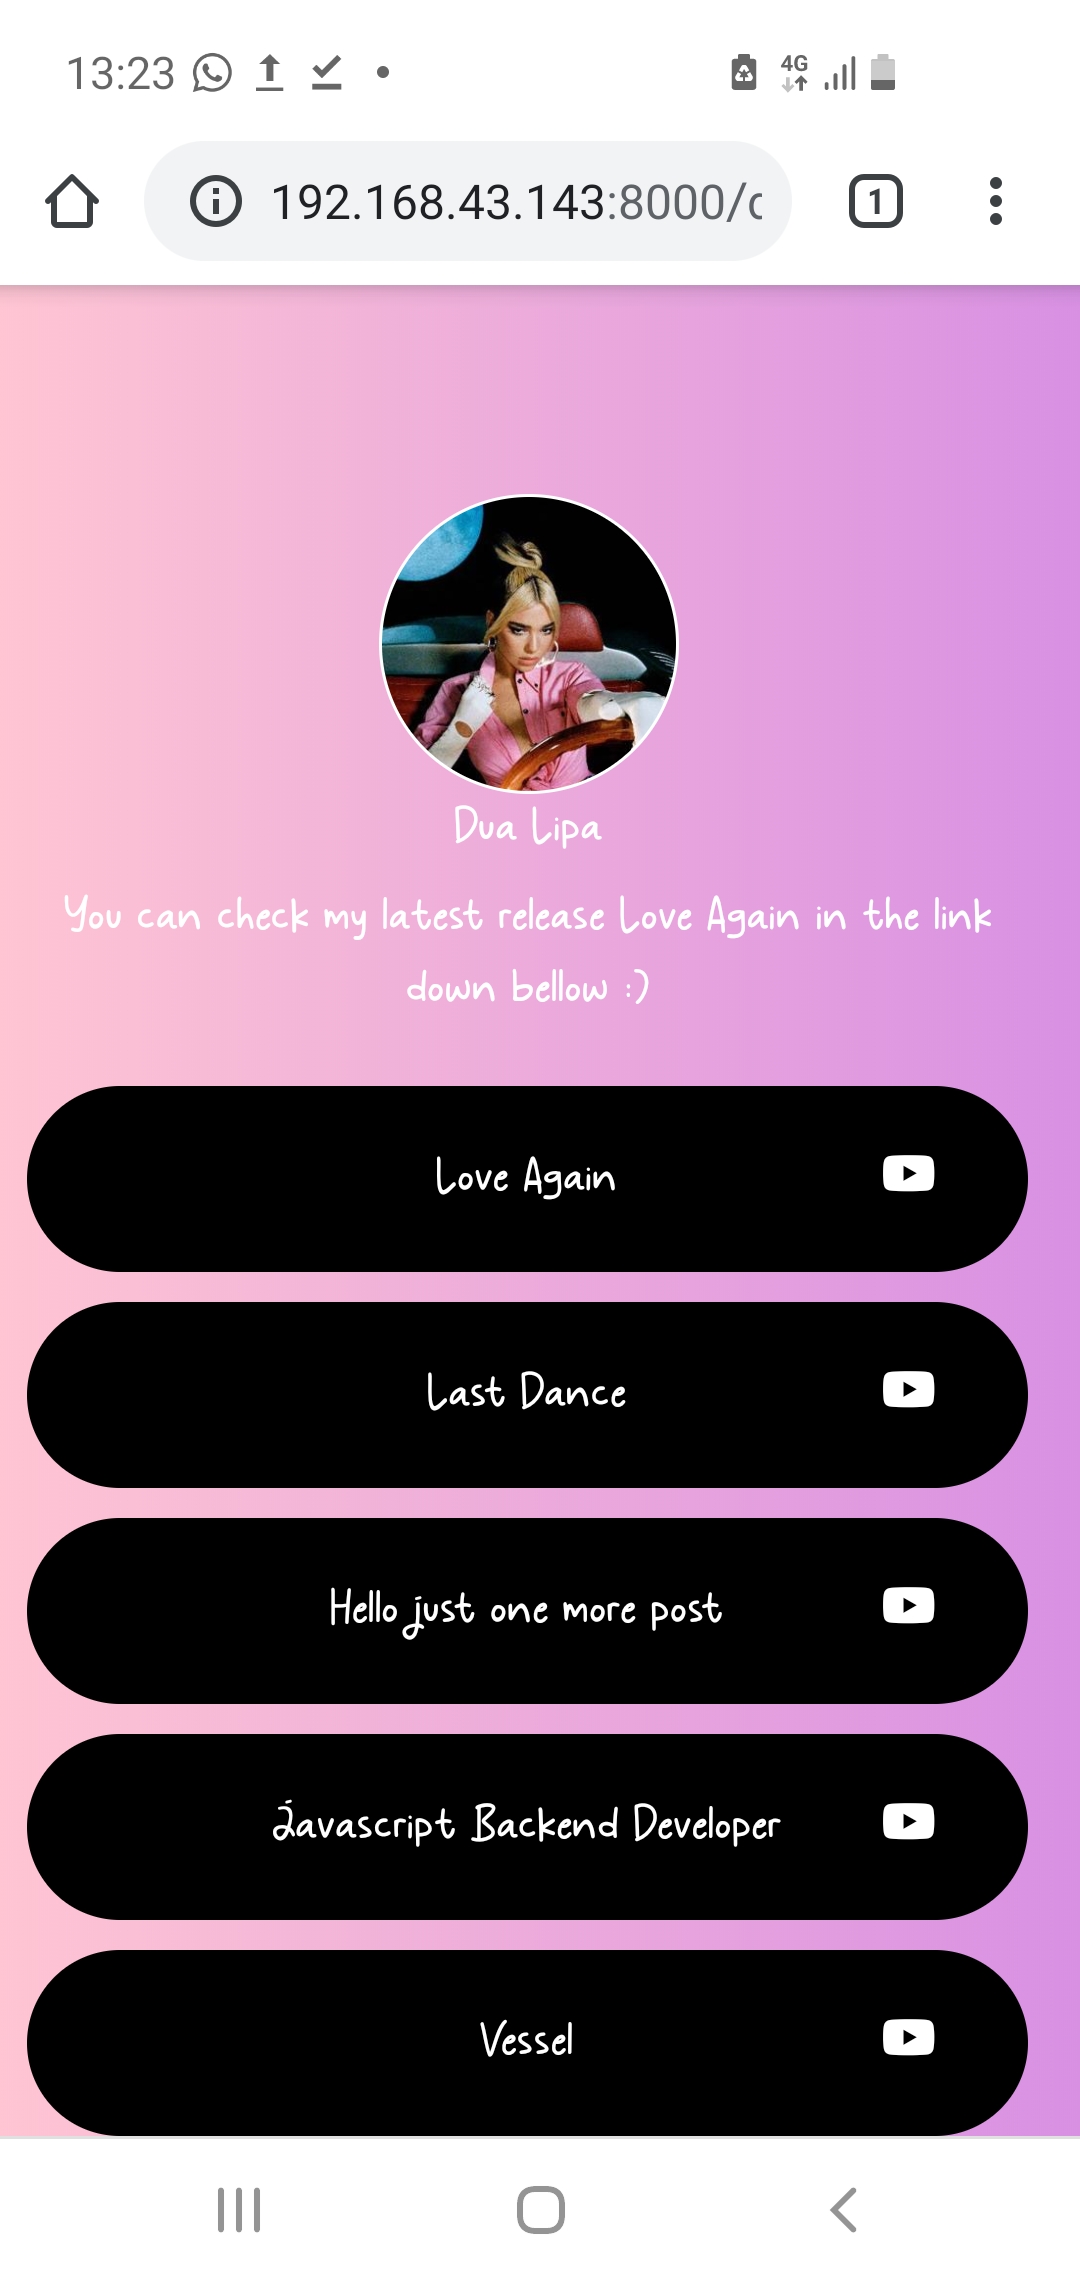 13:23
4G
192.168.43.143:8000/
1
Dua Lipa
You can check my latest release Love Again in the link
down bellow :)
Love Again
Last Dance
Hello just one more post
Javascript Backend Developer
Vessel